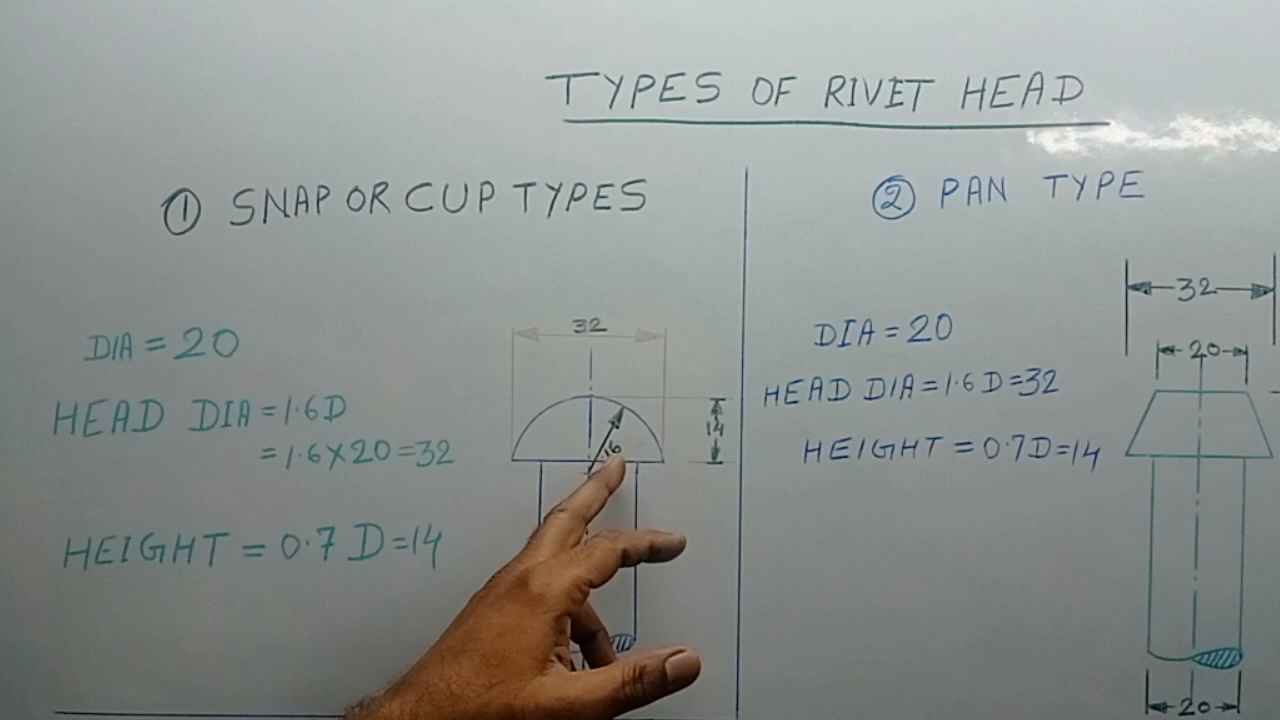 TYPES OF RIVET HEAD
① SNAP OR CUP TYPES
DIA = 20
HEAD DIA = 1.6D
= 1.6X20=32
HEIGHT = 0.7D=14
32
14
16
② PAN TYPE
DIA = 20
HEAD DIA = 1.6D=32
HEIGHT = 0.7D=14
32
20
20